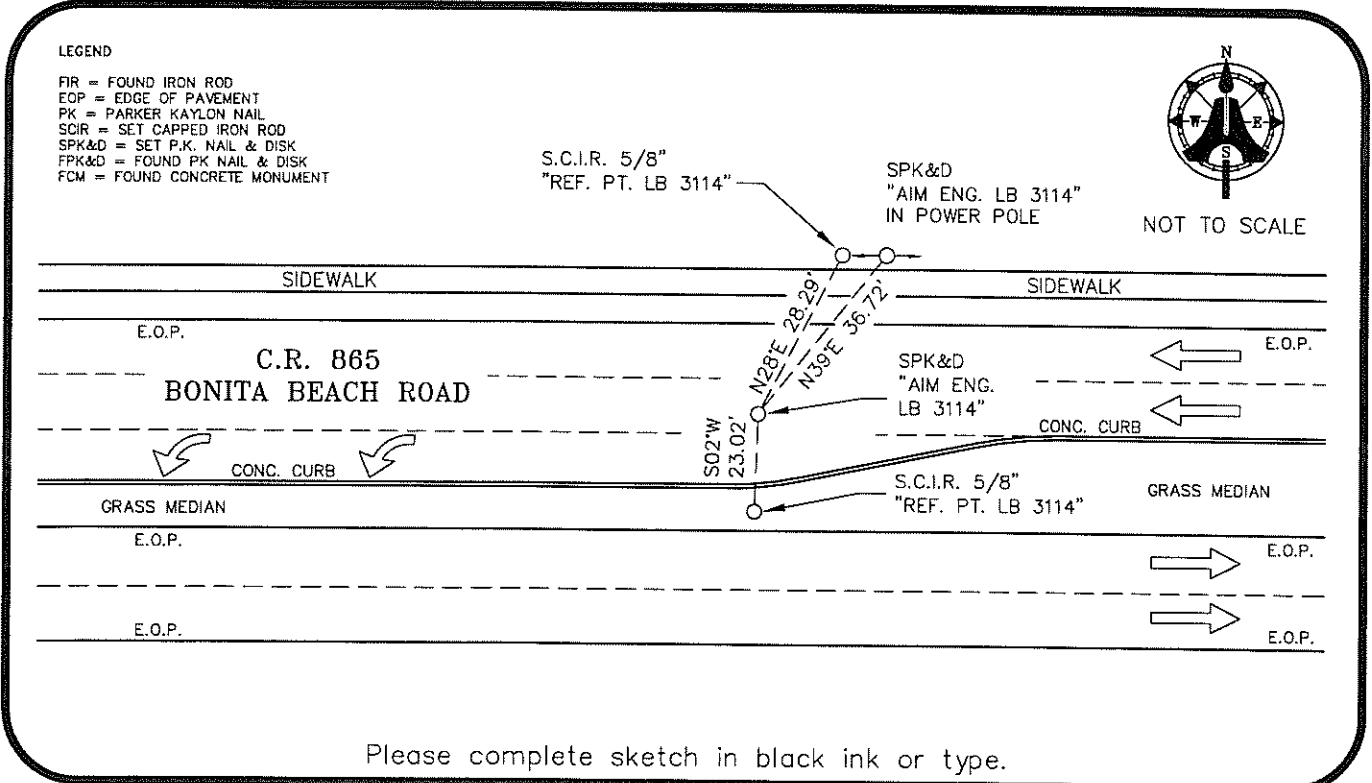 LEGEND
FIR = FOUND IRON ROD
EOP = EDGE OF PAVEMENT
PK = PARKER KAYLON NAIL
SCIR = SET CAPPED IRON ROD
SPK&D = SET P.K. NAIL & DISK
FPK&D = FOUND PK NAIL & DISK
FCM = FOUND CONCRETE MONUMENT
N
W
E
S
NOT TO SCALE
S.C.I.R. 5/8"
"REF. PT. LB 3114"
SPK&D
"AIM ENG. LB 3114"
IN POWER POLE
SIDEWALK
SIDEWALK
E.O.P.
E.O.P.
C.R. 865
BONITA BEACH ROAD
N28°E 28.29'
N39°E 36.72'
SPK&D
"AIM ENG.
LB 3114"
S02°W
23.02'
CONC. CURB
CONC. CURB
S.C.I.R. 5/8"
"REF. PT. LB 3114"
GRASS MEDIAN
GRASS MEDIAN
E.O.P.
E.O.P.
E.O.P.
E.O.P.
Please complete sketch in black ink or type.